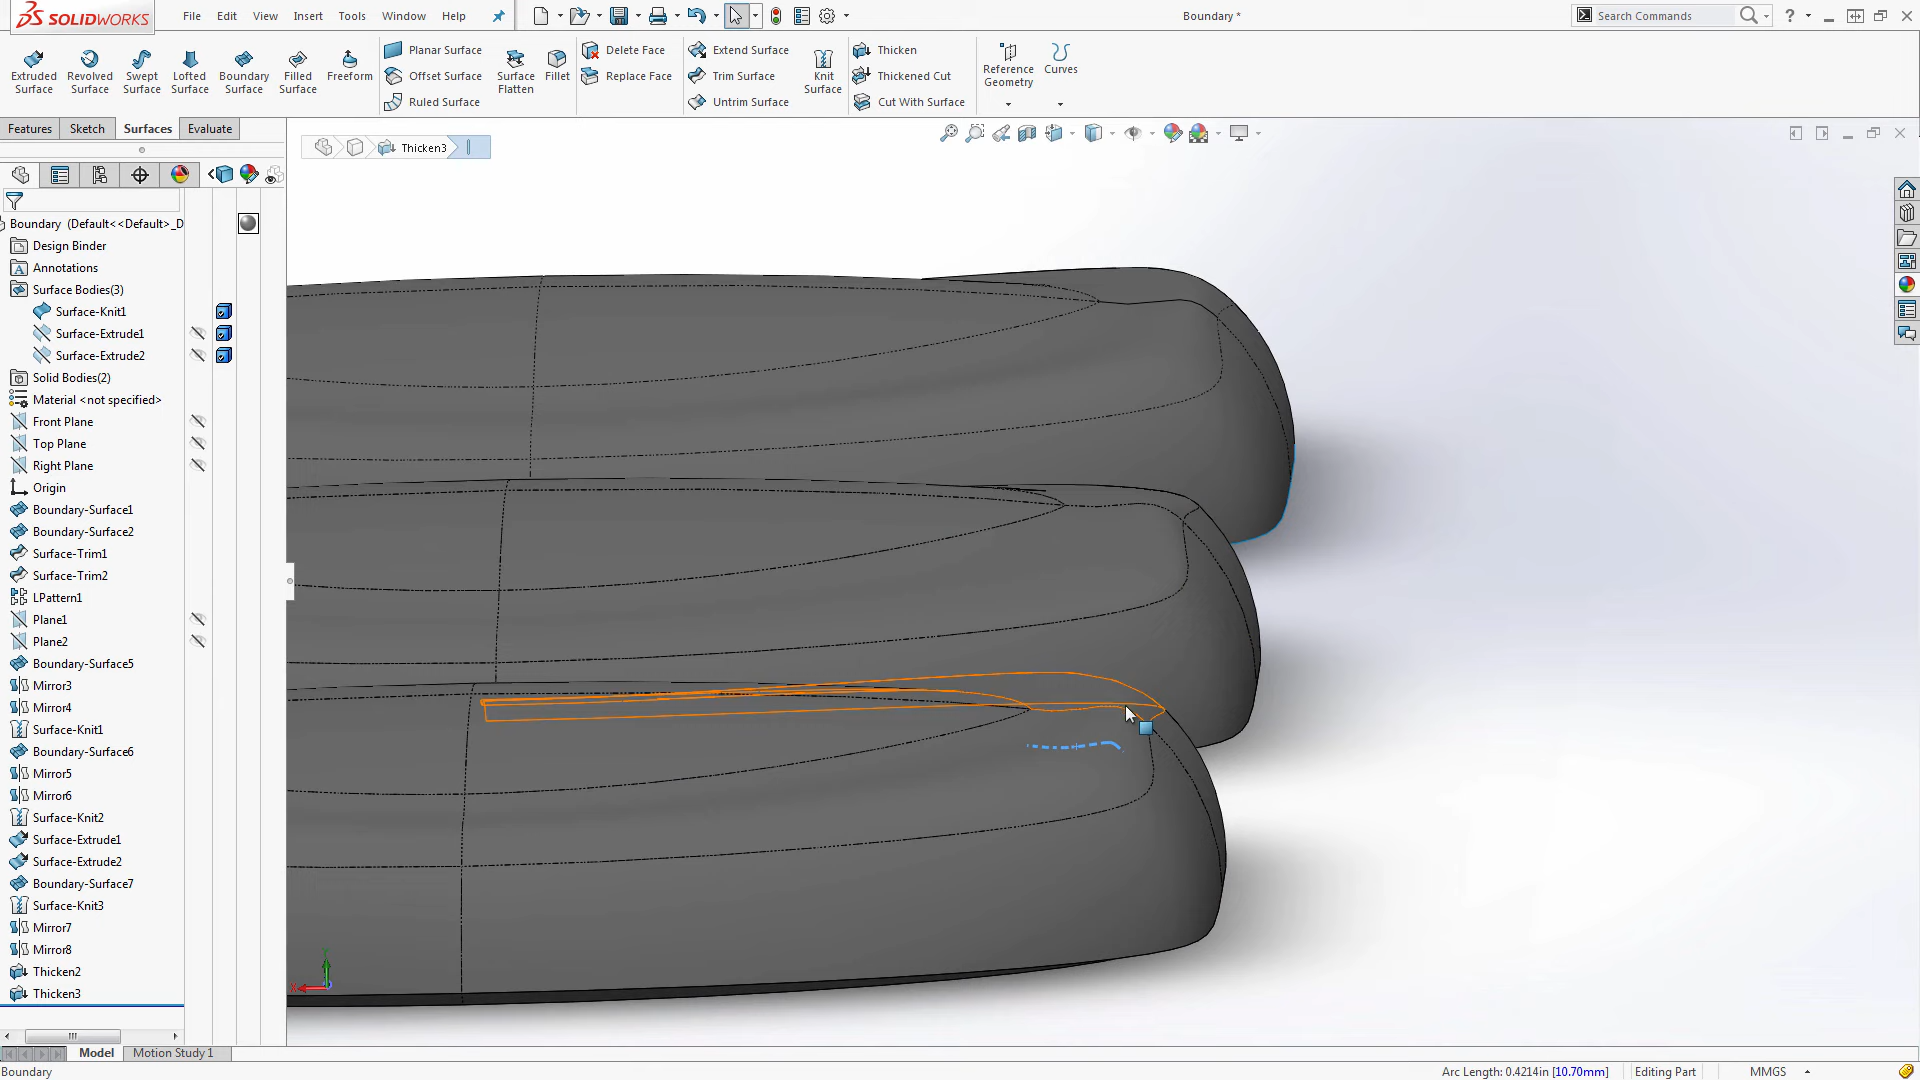 SOLIDWORKS
File Edit View Insert Tools Window Help
Boundary *
Search Commands
?
Extruded Surface
Revolved Surface
Swept Surface
Lofted Surface
Boundary Surface
Filled Surface
Freeform
Planar Surface
Offset Surface
Ruled Surface
Surface Flatten
Fillet
Delete Face
Replace Face
Extend Surface
Trim Surface
Untrim Surface
Knit Surface
Thicken
Thickened Cut
Cut With Surface
Reference Geometry
Curves
Features Sketch Surfaces Evaluate
Thicken3
Boundary (Default<<Default>_D
Design Binder
Annotations
Surface Bodies(3)
Surface-Knit1
Surface-Extrude1
Surface-Extrude2
Solid Bodies(2)
Material <not specified>
Front Plane
Top Plane
Right Plane
Origin
Boundary-Surface1
Boundary-Surface2
Surface-Trim1
Surface-Trim2
LPattern1
Plane1
Plane2
Boundary-Surface5
Mirror3
Mirror4
Surface-Knit1
Boundary-Surface6
Mirror5
Mirror6
Surface-Knit2
Surface-Extrude1
Surface-Extrude2
Boundary-Surface7
Surface-Knit3
Mirror7
Mirror8
Thicken2
Thicken3
Model Motion Study 1
Boundary
Arc Length: 0.4214in [10.70mm] Editing Part MMGS